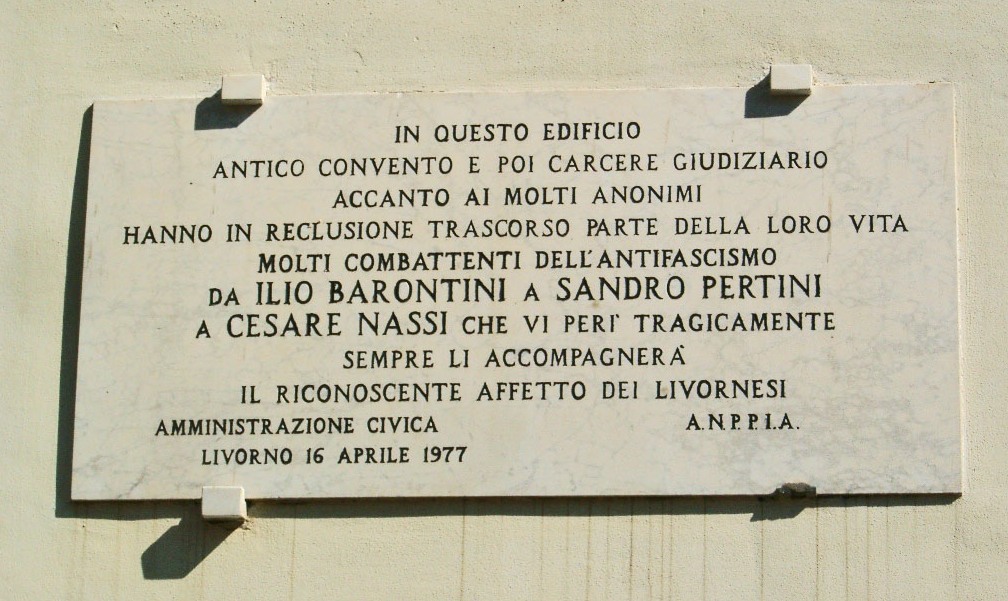 IN QUESTO EDIFICIO
ANTICO CONVENTO E POI CARCERE GIUDIZIARIO
ACCANTO AI MOLTI ANONIMI
HANNO IN RECLUSIONE TRASCORSO PARTE DELLA LORO VITA
MOLTI COMBATTENTI DELL'ANTIFASCISMO
DA ILIO BARONTINI A SANDRO PERTINI
A CESARE NASSI CHE VI PERI' TRAGICAMENTE
SEMPRE LI ACCOMPAGNERÀ
IL RICONOSCENTE AFFETTO DEI LIVORNESI
AMMINISTRAZIONE CIVICA A.N.P.P.I.A.
LIVORNO 16 APRILE 1977